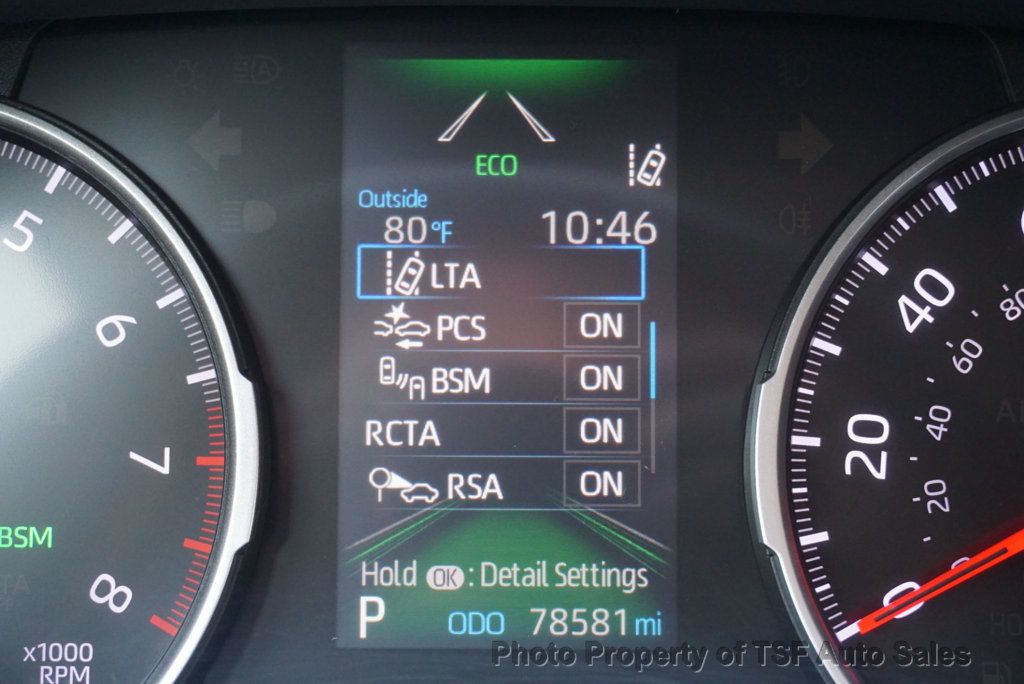 ECO
Outside
80 °F 10:46
LTA
PCS ON
BSM ON
RCTA ON
RSA ON
Hold OK : Detail Settings
P ODO 78581 mi
5
6
7
8
BSM
x1000
RPM
40
20
0
80
60
40
20
0
Photo Property of TSF Auto Sales